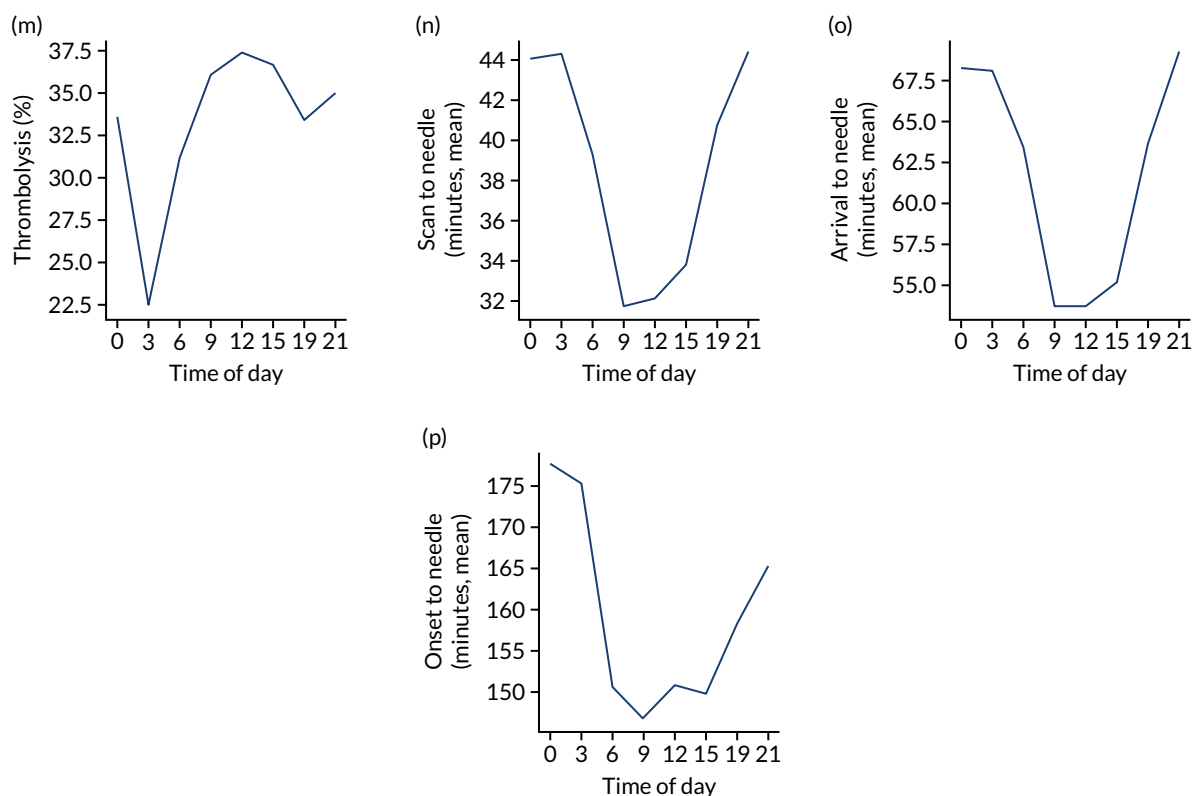 (m)
Thrombolysis (%)
37.5
35.0
32.5
30.0
27.5
25.0
22.5
0 3 6 9 12 15 19 21
Time of day
(n)
Scan to needle
(minutes, mean)
44
42
40
38
36
34
32
0 3 6 9 12 15 19 21
Time of day
(o)
Arrival to needle
(minutes, mean)
67.5
65.0
62.5
60.0
57.5
55.0
0 3 6 9 12 15 19 21
Time of day
(p)
Onset to needle
(minutes, mean)
175
170
165
160
155
150
0 3 6 9 12 15 19 21
Time of day